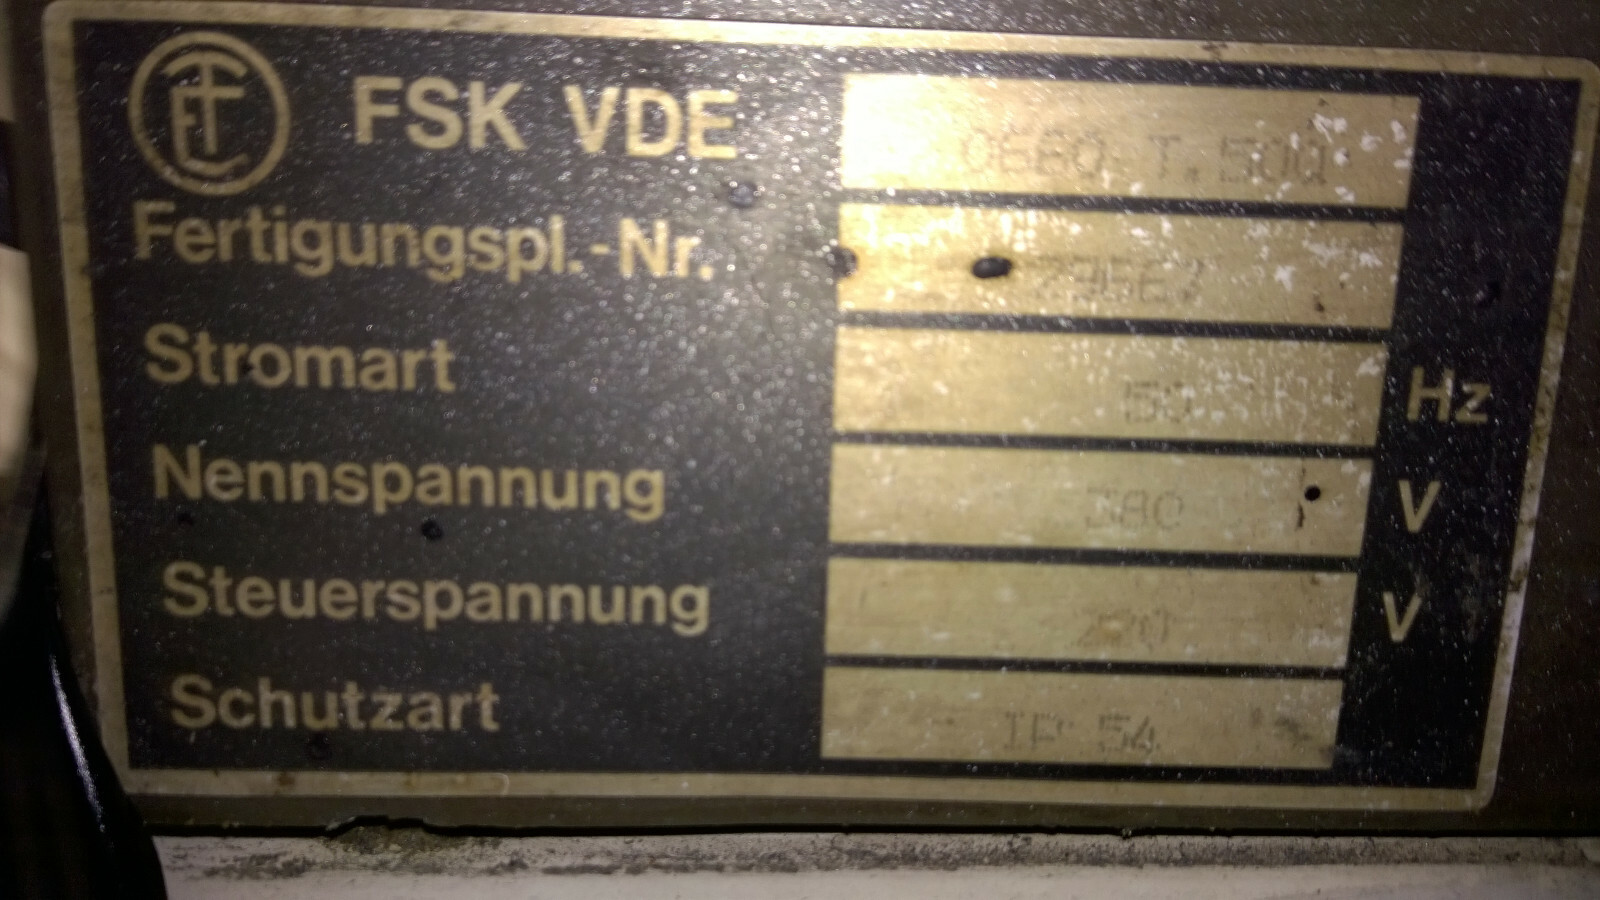 FSK VDE 0660 T.500
Fertigungspl.-Nr.
Stromart 50 Hz
Nennspannung 380 V
Steuerspannung 220 V
Schutzart IP 54